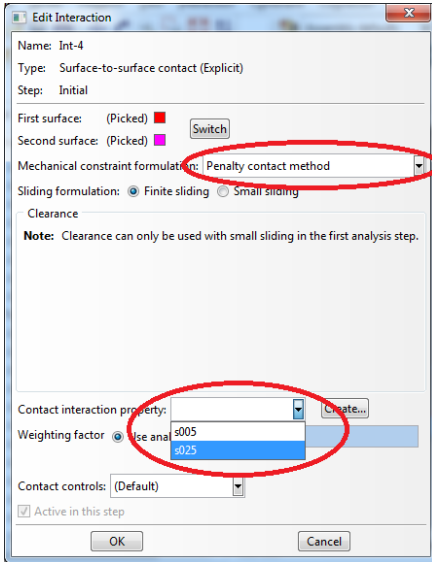 Edit Interaction
Name: Int-4
Type: Surface-to-surface contact (Explicit)
Step: Initial
First surface: (Picked)
Second surface: (Picked)
Switch
Mechanical constraint formulation: Penalty contact method
Sliding formulation: Finite sliding Small sliding
Clearance
Note: Clearance can only be used with small sliding in the first analysis step.
Contact interaction property: Create...
s005
Weighting factor Use anal
s025
Contact controls: (Default)
Active in this step
OK Cancel